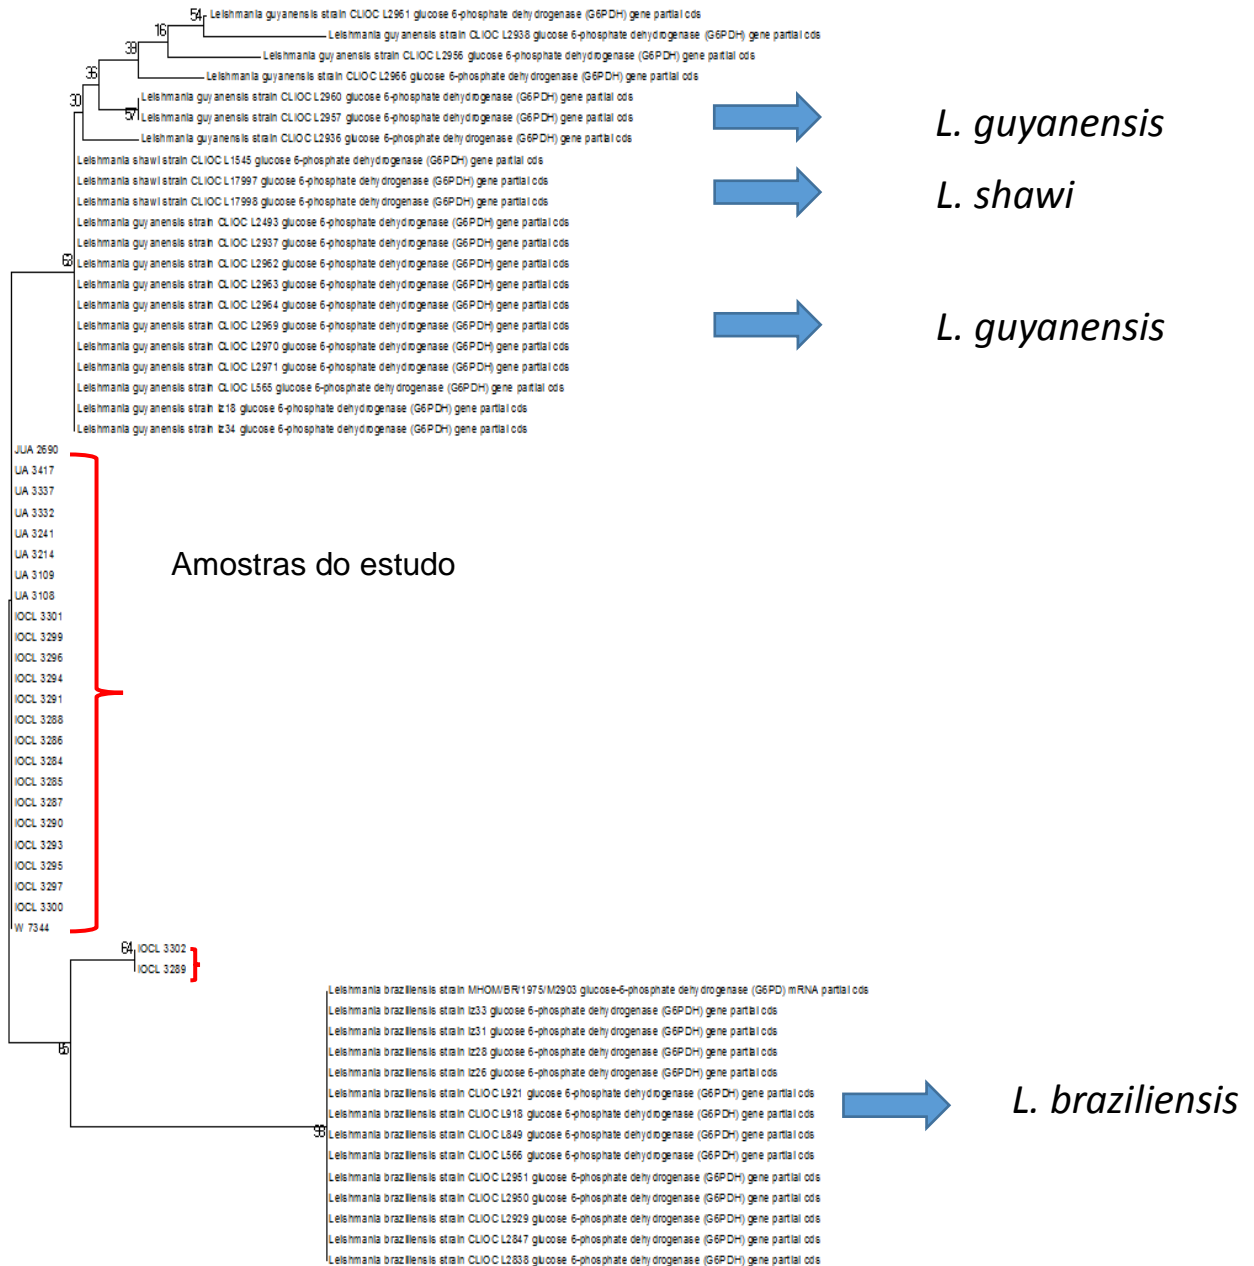 54 Leishmania guyanensis strain CLIOC L2961 glucose 6-phosphate dehydrogenase (G6PDH) gene partial cds
16 Leishmania guyanensis strain CLIOC L2938 glucose 6-phosphate dehydrogenase (G6PDH) gene partial cds
39 Leishmania guyanensis strain CLIOC L2956 glucose 6-phosphate dehydrogenase (G6PDH) gene partial cds
36 Leishmania guyanensis strain CLIOC L2966 glucose 6-phosphate dehydrogenase (G6PDH) gene partial cds
30 Leishmania guyanensis strain CLIOC L2960 glucose 6-phosphate dehydrogenase (G6PDH) gene partial cds
57 Leishmania guyanensis strain CLIOC L2957 glucose 6-phosphate dehydrogenase (G6PDH) gene partial cds
L. guyanensis
Leishmania guyanensis strain CLIOC L2936 glucose 6-phosphate dehydrogenase (G6PDH) gene partial cds
Leishmania shawi strain CLIOC L1545 glucose 6-phosphate dehydrogenase (G6PDH) gene partial cds
Leishmania shawi strain CLIOC L17997 glucose 6-phosphate dehydrogenase (G6PDH) gene partial cds
L. shawi
Leishmania shawi strain CLIOC L17998 glucose 6-phosphate dehydrogenase (G6PDH) gene partial cds
Leishmania guyanensis strain CLIOC L2493 glucose 6-phosphate dehydrogenase (G6PDH) gene partial cds
Leishmania guyanensis strain CLIOC L2937 glucose 6-phosphate dehydrogenase (G6PDH) gene partial cds
63 Leishmania guyanensis strain CLIOC L2962 glucose 6-phosphate dehydrogenase (G6PDH) gene partial cds
Leishmania guyanensis strain CLIOC L2963 glucose 6-phosphate dehydrogenase (G6PDH) gene partial cds
Leishmania guyanensis strain CLIOC L2964 glucose 6-phosphate dehydrogenase (G6PDH) gene partial cds
Leishmania guyanensis strain CLIOC L2969 glucose 6-phosphate dehydrogenase (G6PDH) gene partial cds
L. guyanensis
Leishmania guyanensis strain CLIOC L2970 glucose 6-phosphate dehydrogenase (G6PDH) gene partial cds
Leishmania guyanensis strain CLIOC L2971 glucose 6-phosphate dehydrogenase (G6PDH) gene partial cds
Leishmania guyanensis strain CLIOC L565 glucose 6-phosphate dehydrogenase (G6PDH) gene partial cds
Leishmania guyanensis strain Iz18 glucose 6-phosphate dehydrogenase (G6PDH) gene partial cds
Leishmania guyanensis strain Iz34 glucose 6-phosphate dehydrogenase (G6PDH) gene partial cds
JUA 2690
UA 3417
UA 3337
UA 3332
UA 3241
UA 3214
Amostras do estudo
UA 3109
UA 3108
IOCL 3301
IOCL 3299
IOCL 3296
IOCL 3294
IOCL 3291
IOCL 3288
IOCL 3286
IOCL 3284
IOCL 3285
IOCL 3287
IOCL 3290
IOCL 3293
IOCL 3295
IOCL 3297
IOCL 3300
W 7344
64 IOCL 3302
IOCL 3289
Leishmania braziliensis strain MHOM/BR/1975/M2903 glucose-6-phosphate dehydrogenase (G6PD) mRNA partial cds
Leishmania braziliensis strain Iz33 glucose 6-phosphate dehydrogenase (G6PDH) gene partial cds
Leishmania braziliensis strain Iz31 glucose 6-phosphate dehydrogenase (G6PDH) gene partial cds
65 Leishmania braziliensis strain Iz28 glucose 6-phosphate dehydrogenase (G6PDH) gene partial cds
Leishmania braziliensis strain Iz26 glucose 6-phosphate dehydrogenase (G6PDH) gene partial cds
Leishmania braziliensis strain CLIOC L921 glucose 6-phosphate dehydrogenase (G6PDH) gene partial cds
L. braziliensis
Leishmania braziliensis strain CLIOC L918 glucose 6-phosphate dehydrogenase (G6PDH) gene partial cds
98 Leishmania braziliensis strain CLIOC L849 glucose 6-phosphate dehydrogenase (G6PDH) gene partial cds
Leishmania braziliensis strain CLIOC L566 glucose 6-phosphate dehydrogenase (G6PDH) gene partial cds
Leishmania braziliensis strain CLIOC L2951 glucose 6-phosphate dehydrogenase (G6PDH) gene partial cds
Leishmania braziliensis strain CLIOC L2950 glucose 6-phosphate dehydrogenase (G6PDH) gene partial cds
Leishmania braziliensis strain CLIOC L2929 glucose 6-phosphate dehydrogenase (G6PDH) gene partial cds
Leishmania braziliensis strain CLIOC L2847 glucose 6-phosphate dehydrogenase (G6PDH) gene partial cds
Leishmania braziliensis strain CLIOC L2838 glucose 6-phosphate dehydrogenase (G6PDH) gene partial cds